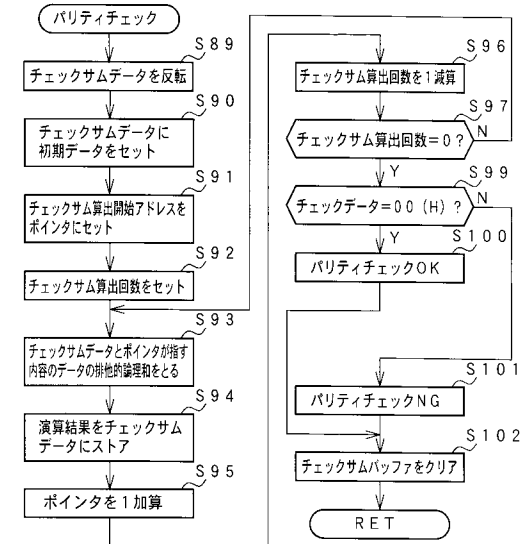 パリティチェック
S89
チェックサムデータを反転
S90
チェックサムデータに
初期データをセット
S91
チェックサム算出開始アドレスを
ポインタにセット
S92
チェックサム算出回数をセット
S93
チェックサムデータとポインタが指す
内容のデータの排他的論理和をとる
S94
演算結果をチェックサム
データにストア
S95
ポインタを1加算
S96
チェックサム算出回数を1減算
S97
チェックサム算出回数=0?
N
Y
S99
チェックデータ=00(H)?
N
Y
S100
パリティチェックOK
S101
パリティチェックNG
S102
チェックサムバッファをクリア
RET